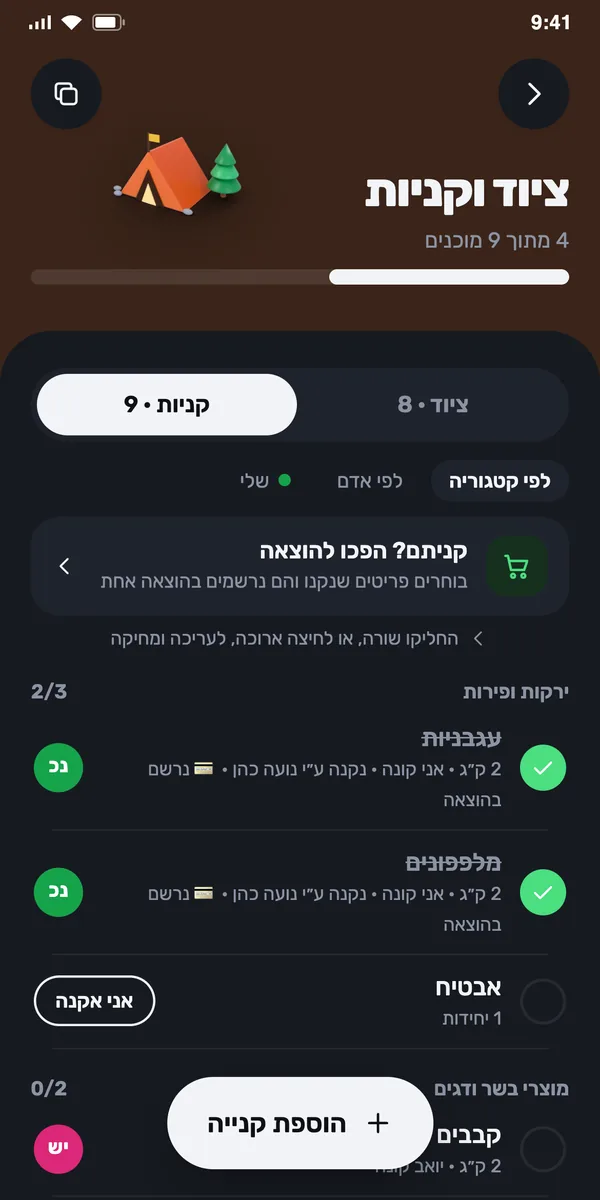 9:41
ציוד וקניות
4 מתוך 9 מוכנים
ציוד • 8
קניות • 9
לפי קטגוריה
לפי אדם
שלי
קניתם? הפכו להוצאה
בוחרים פריטים שנקנו והם נרשמים בהוצאה אחת
החליקו שורה, או לחיצה ארוכה, לעריכה ומחיקה
ירקות ופירות
2/3
עגבניות
2 ק״ג • אני קונה • נקנה ע״י נועה כהן • 💳 נרשם
בהוצאה
נכ
מלפפונים
2 ק״ג • אני קונה • נקנה ע״י נועה כהן • 💳 נרשם
בהוצאה
נכ
אבטיח
1 יחידות
אני אקנה
מוצרי בשר ודגים
0/2
קבבים
2 ק״ג • יואב
יש
הוספת קנייה